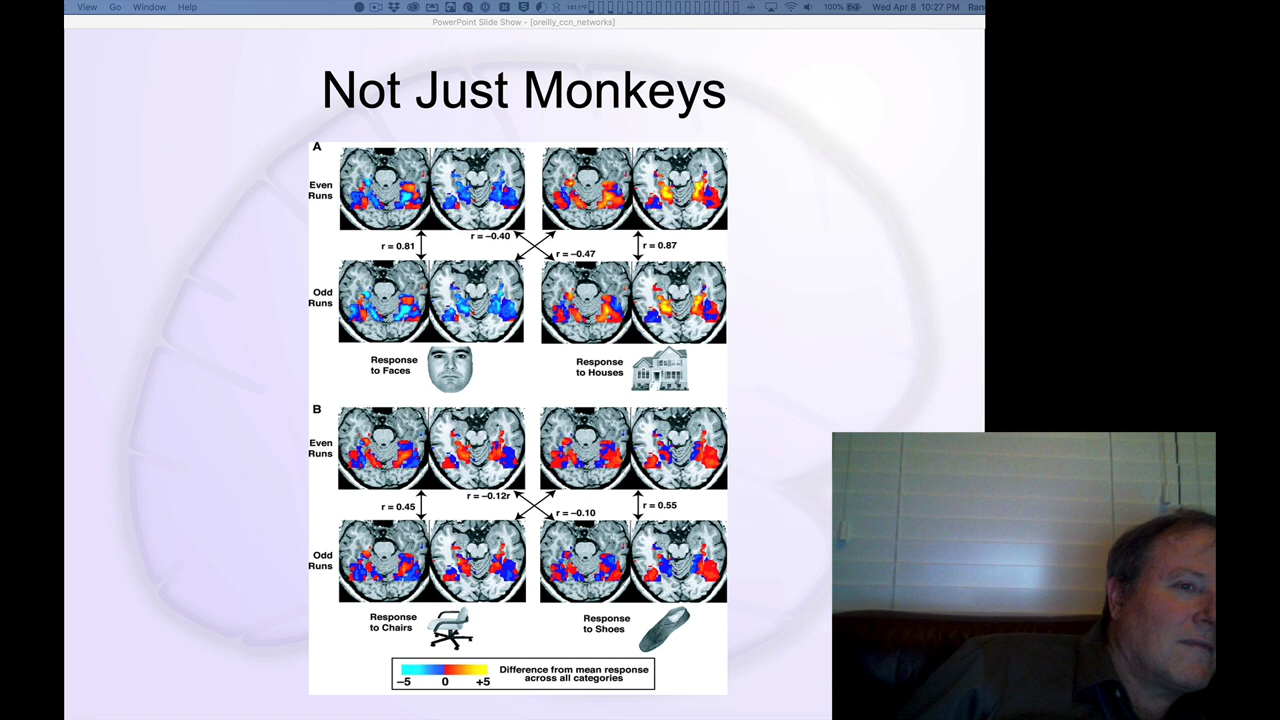 View Go Window Help 141.1°F 100% Wed Apr 8 10:27 PM Ran
PowerPoint Slide Show - [oreilly_ccn_networks]
Not Just Monkeys
A
Even
Runs
r = 0.81
r = –0.40
r = –0.47
r = 0.87
Odd
Runs
Response
to Faces
Response
to Houses
B
Even
Runs
r = 0.45
r = –0.12r
r = –0.10
r = 0.55
Odd
Runs
Response
to Chairs
Response
to Shoes
–5 0 +5
Difference from mean response
across all categories